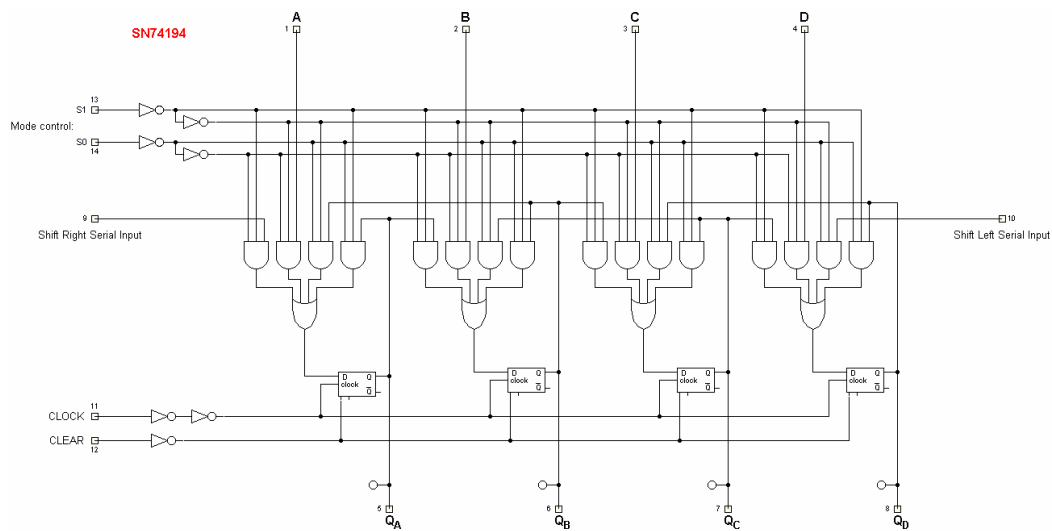 A B C D
SN74194
1 2 3 4
13
S1
Mode control:
S0
14
9 10
Shift Right Serial Input Shift Left Serial Input
D Q D Q D Q D Q
clock clock clock clock
Q Q Q Q
11
CLOCK
CLEAR
12
5 6 7 8
QA QB QC QD